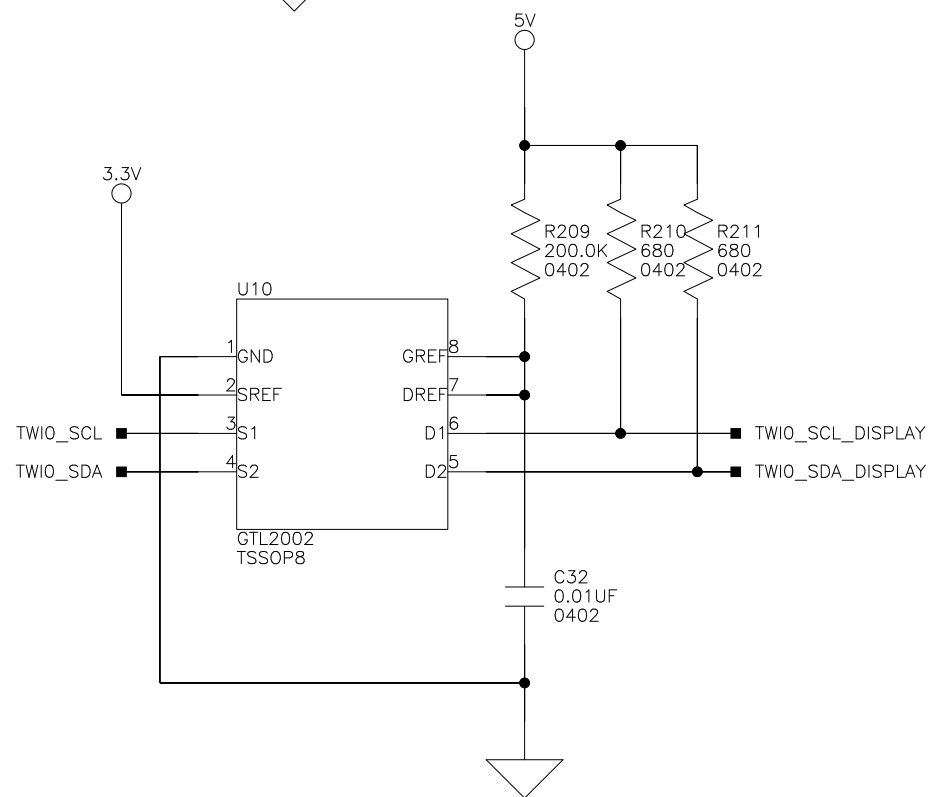 5V
3.3V
R209
200.0K
0402
R210
680
0402
R211
680
0402
U10
1
GND
2
SREF
3
S1
4
S2
GREF
8
DREF
7
D1
6
D2
5
TWI0_SCL
TWI0_SDA
TWI0_SCL_DISPLAY
TWI0_SDA_DISPLAY
GTL2002
TSSOP8
C32
0.01UF
0402